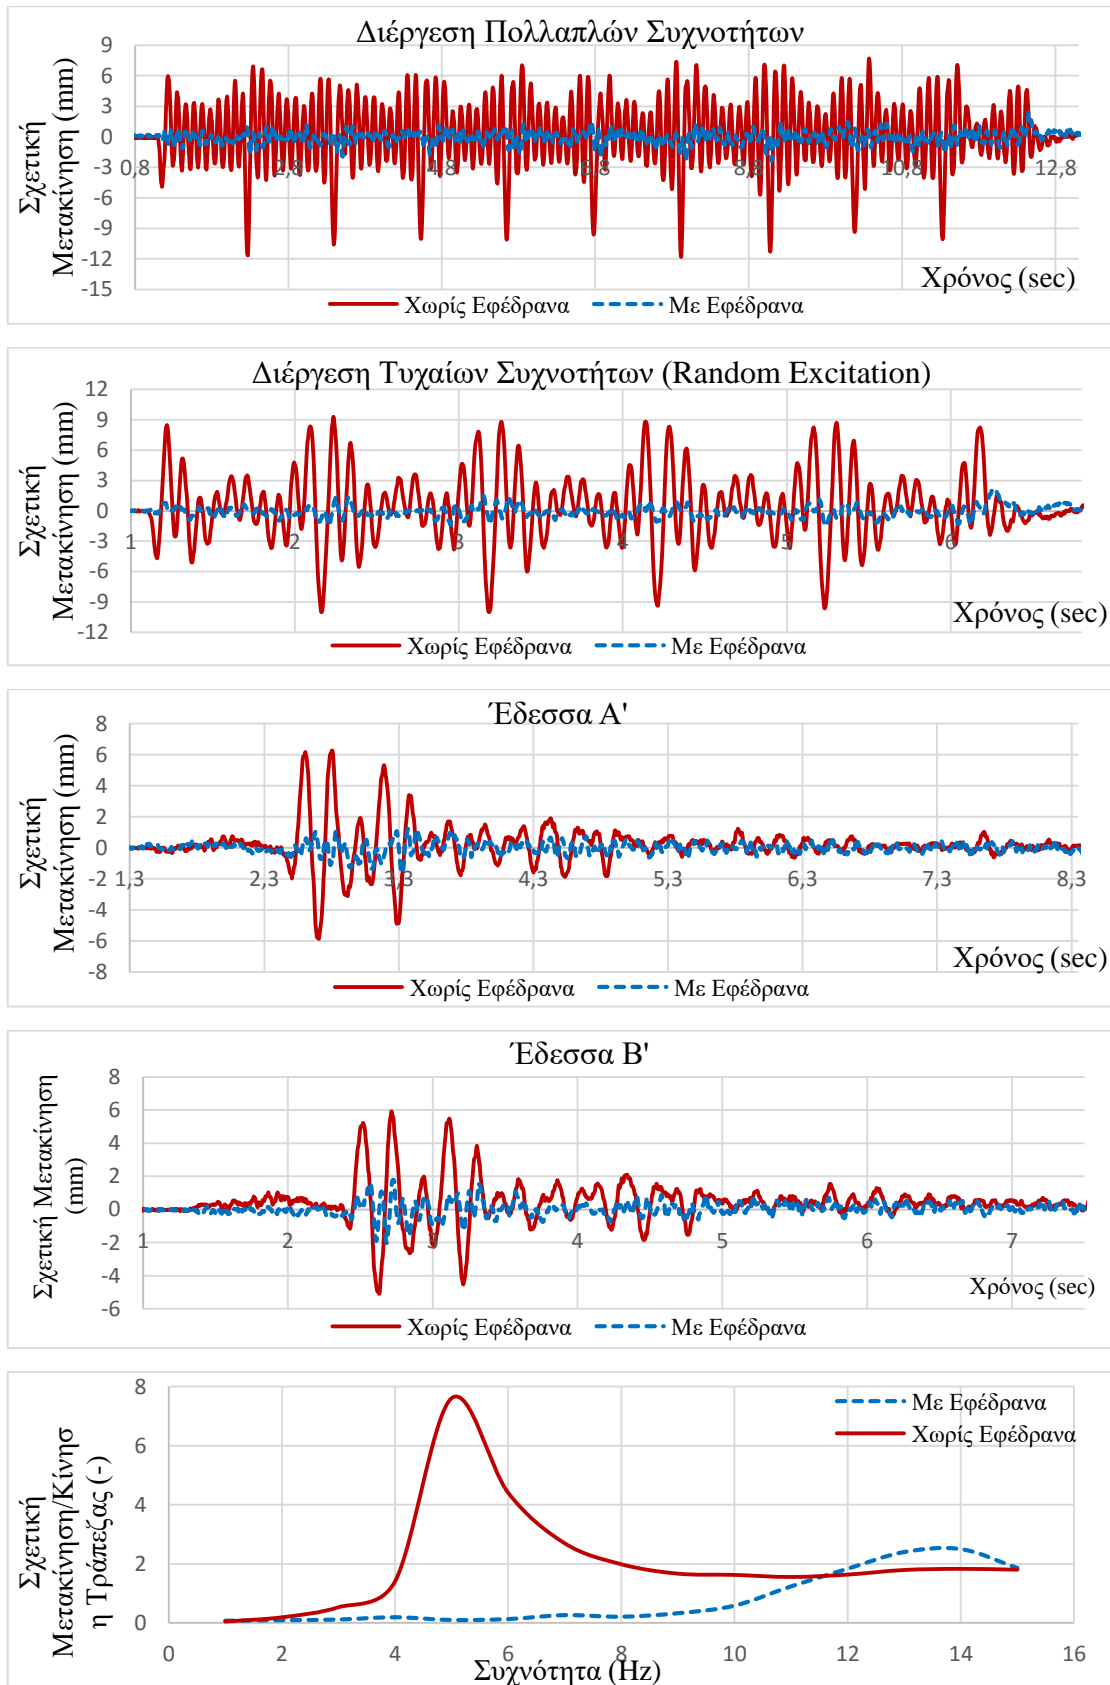 Διέργεση Πολλαπλών Συχνοτήτων
Σχετική
Μετακίνηση (mm)
9
6
3
0
-3
-6
-9
-12
-15
0,8
2,8
4,8
6,8
8,8
10,8
12,8
Χρόνος (sec)
Χωρίς Εφέδρανα
Με Εφέδρανα
Διέργεση Τυχαίων Συχνοτήτων (Random Excitation)
Σχετική
Μετακίνηση (mm)
12
9
6
3
0
-3
-6
-9
-12
1
2
3
4
5
6
Χρόνος (sec)
Χωρίς Εφέδρανα
Με Εφέδρανα
Έδεσσα Α'
Σχετική
Μετακίνηση (mm)
8
6
4
2
0
-2
-4
-6
-8
1,3
2,3
3,3
4,3
5,3
6,3
7,3
8,3
Χρόνος (sec)
Χωρίς Εφέδρανα
Με Εφέδρανα
Έδεσσα Β'
Σχετική Μετακίνηση
(mm)
8
6
4
2
0
-2
-4
-6
1
2
3
4
5
6
7
Χρόνος (sec)
Χωρίς Εφέδρανα
Με Εφέδρανα
Σχετική
Μετακίνηση/Κίνησ
η Τράπεζας (-)
8
6
4
2
0
Με Εφέδρανα
Χωρίς Εφέδρανα
0
2
4
6
8
10
12
14
16
Συχνότητα (Hz)